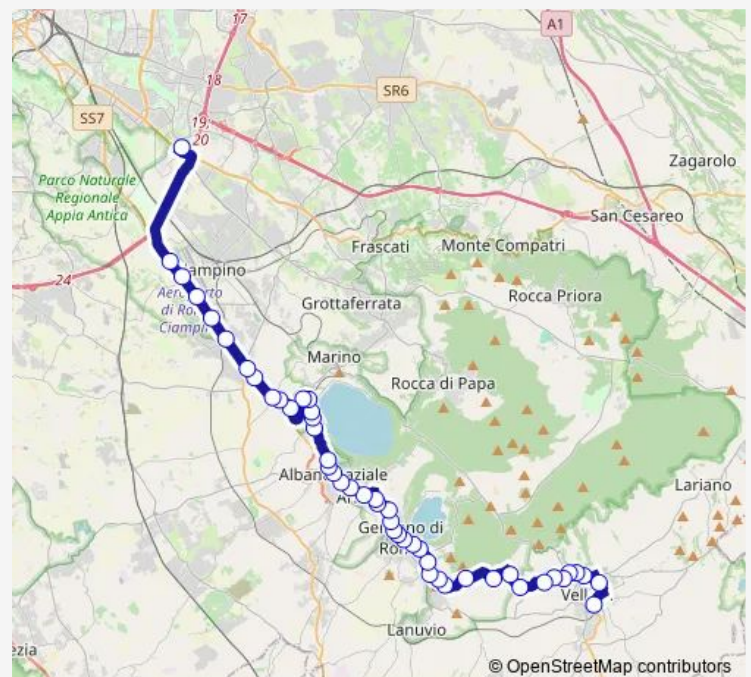 17
A1
18
SR6
SS7
19,
20
Zagarolo
Parco Naturale
Regionale
Appia Antica
San Cesareo
Frascati
Monte Compatri
24
Rocca Priora
Grottaferrata
Marino
Rocca di Papa
Lariano
Lanuvio
© OpenStreetMap contributors